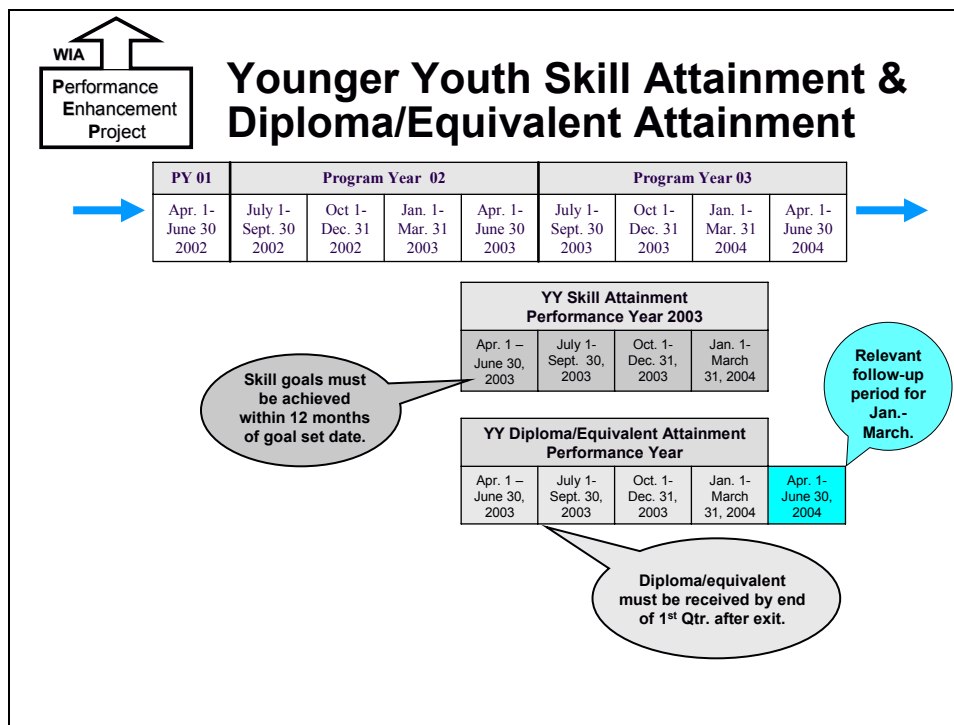 WIA
Performance
Enhancement
Project
Younger Youth Skill Attainment &
Diploma/Equivalent Attainment
PY 01 Program Year 02 Program Year 03
Apr. 1- July 1- Oct 1- Jan. 1- Apr. 1- July 1- Oct 1- Jan. 1- Apr. 1-
June 30 Sept. 30 Dec. 31 Mar. 31 June 30 Sept. 30 Dec. 31 Mar. 31 June 30
2002 2002 2002 2003 2003 2003 2003 2004 2004
YY Skill Attainment
Performance Year 2003
Apr. 1 – July 1- Oct. 1- Jan. 1-
June 30, Sept. 30, Dec. 31, March
2003 2003 2003 31, 2004
Skill goals must
be achieved
within 12 months
of goal set date.
Relevant
follow-up
period for
Jan.-
March.
YY Diploma/Equivalent Attainment
Performance Year
Apr. 1 – July 1- Oct. 1- Jan. 1- Apr. 1-
June 30, Sept. 30, Dec. 31, March June 30,
2003 2003 2003 31, 2004 2004
Diploma/equivalent
must be received by end
of 1st Qtr. after exit.